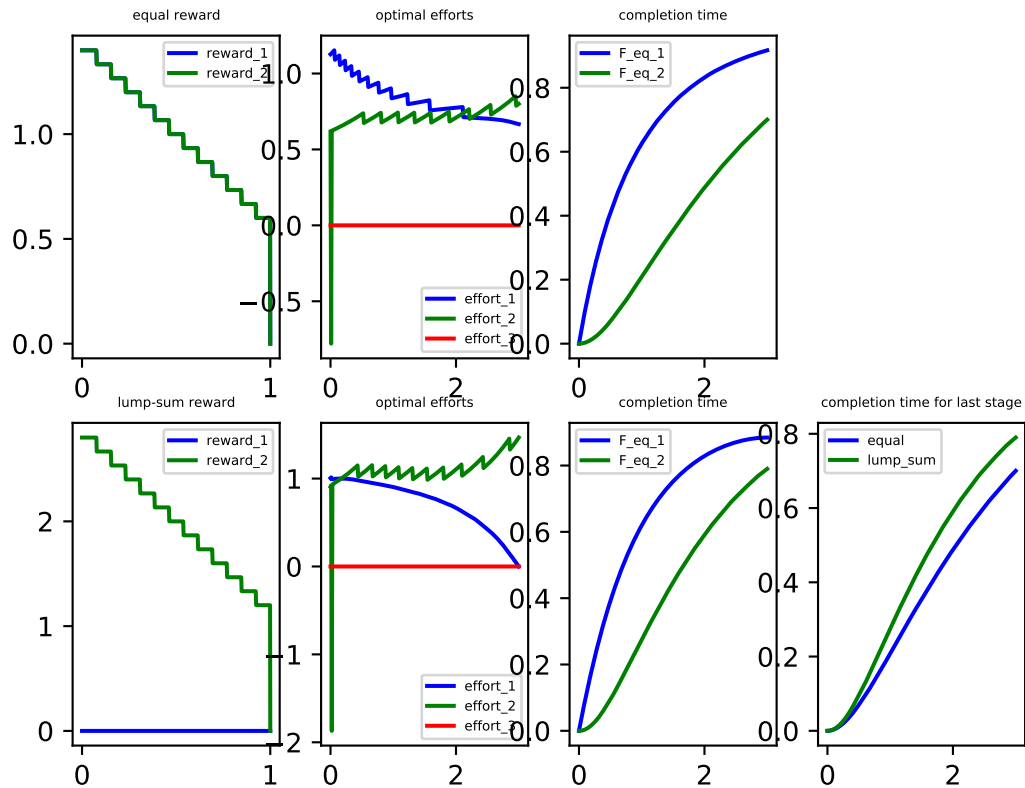 equal reward
reward_1
reward_2
1.0
0.5
0.0
0
1
optimal efforts
1.0
0.5
0.0
−0.5
effort_1
effort_2
effort_3
0
2
completion time
F_eq_1
F_eq_2
0.8
0.6
0.4
0.2
0.0
0
2
lump-sum reward
reward_1
reward_2
2
1
0
0
1
optimal efforts
1
0
−1
−2
effort_1
effort_2
effort_3
0
2
completion time
F_eq_1
F_eq_2
0.8
0.6
0.4
0.2
0.0
0
2
completion time for last stage
equal
lump_sum
0.8
0.6
0.4
0.2
0.0
0
2